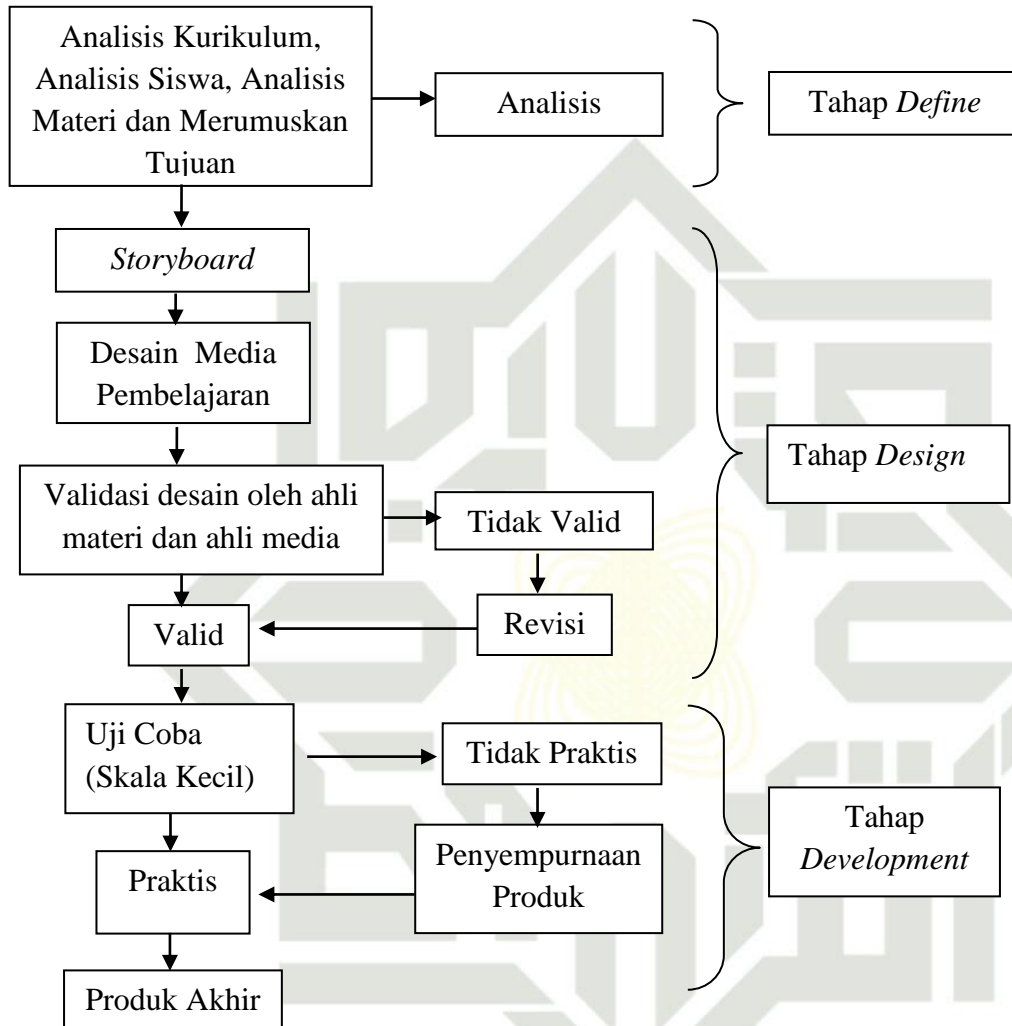 Analisis Kurikulum,
Analisis Siswa, Analisis
Materi dan Merumuskan
Tujuan
Analisis
Tahap Define
Storyboard
Desain Media
Pembelajaran
Tahap Design
Validasi desain oleh ahli
materi dan ahli media
Tidak Valid
Revisi
Valid
Uji Coba
(Skala Kecil)
Tidak Praktis
Tahap
Development
Penyempurnaan
Produk
Praktis
Produk Akhir